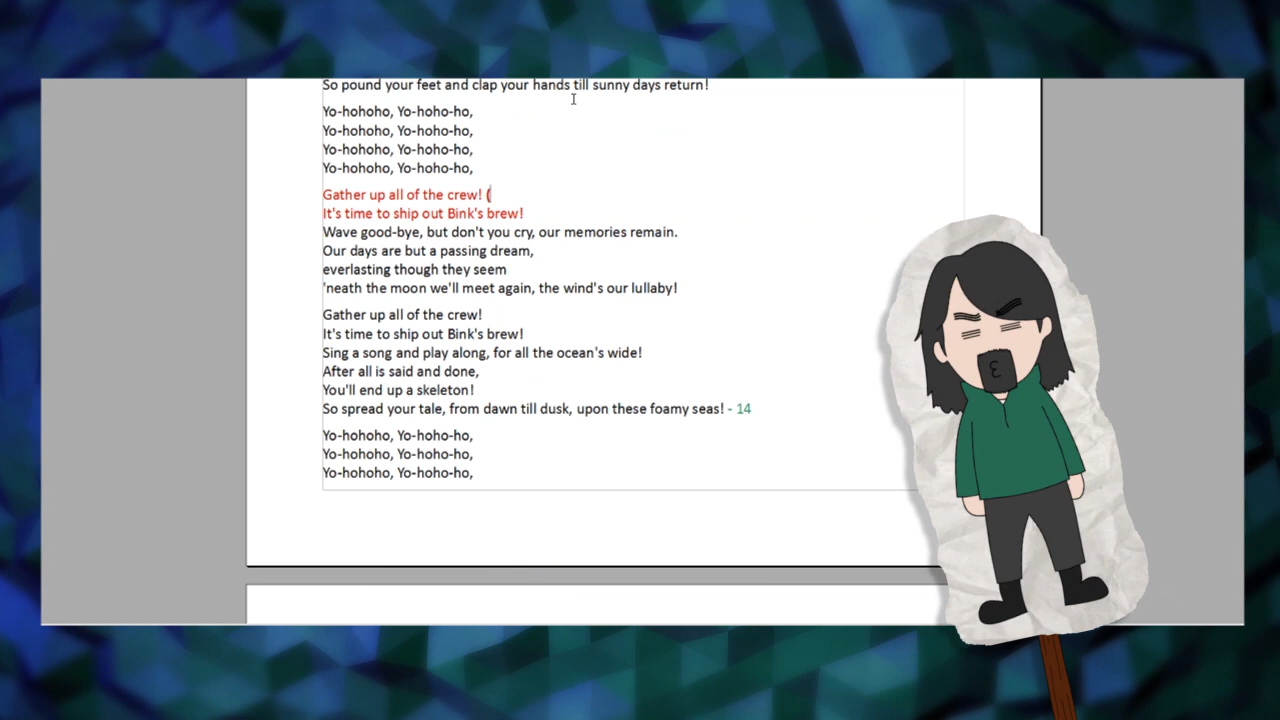 So pound your feet and clap your hands till sunny days return!
Yo-hohoho, Yo-hoho-ho,
Yo-hohoho, Yo-hoho-ho,
Yo-hohoho, Yo-hoho-ho,
Yo-hohoho, Yo-hoho-ho,
Gather up all of the crew! (
It's time to ship out Bink's brew!
Wave good-bye, but don't you cry, our memories remain.
Our days are but a passing dream,
everlasting though they seem
'neath the moon we'll meet again, the wind's our lullaby!
Gather up all of the crew!
It's time to ship out Bink's brew!
Sing a song and play along, for all the ocean's wide!
After all is said and done,
You'll end up a skeleton!
So spread your tale, from dawn till dusk, upon these foamy seas! - 14
Yo-hohoho, Yo-hoho-ho,
Yo-hohoho, Yo-hoho-ho,
Yo-hohoho, Yo-hoho-ho,